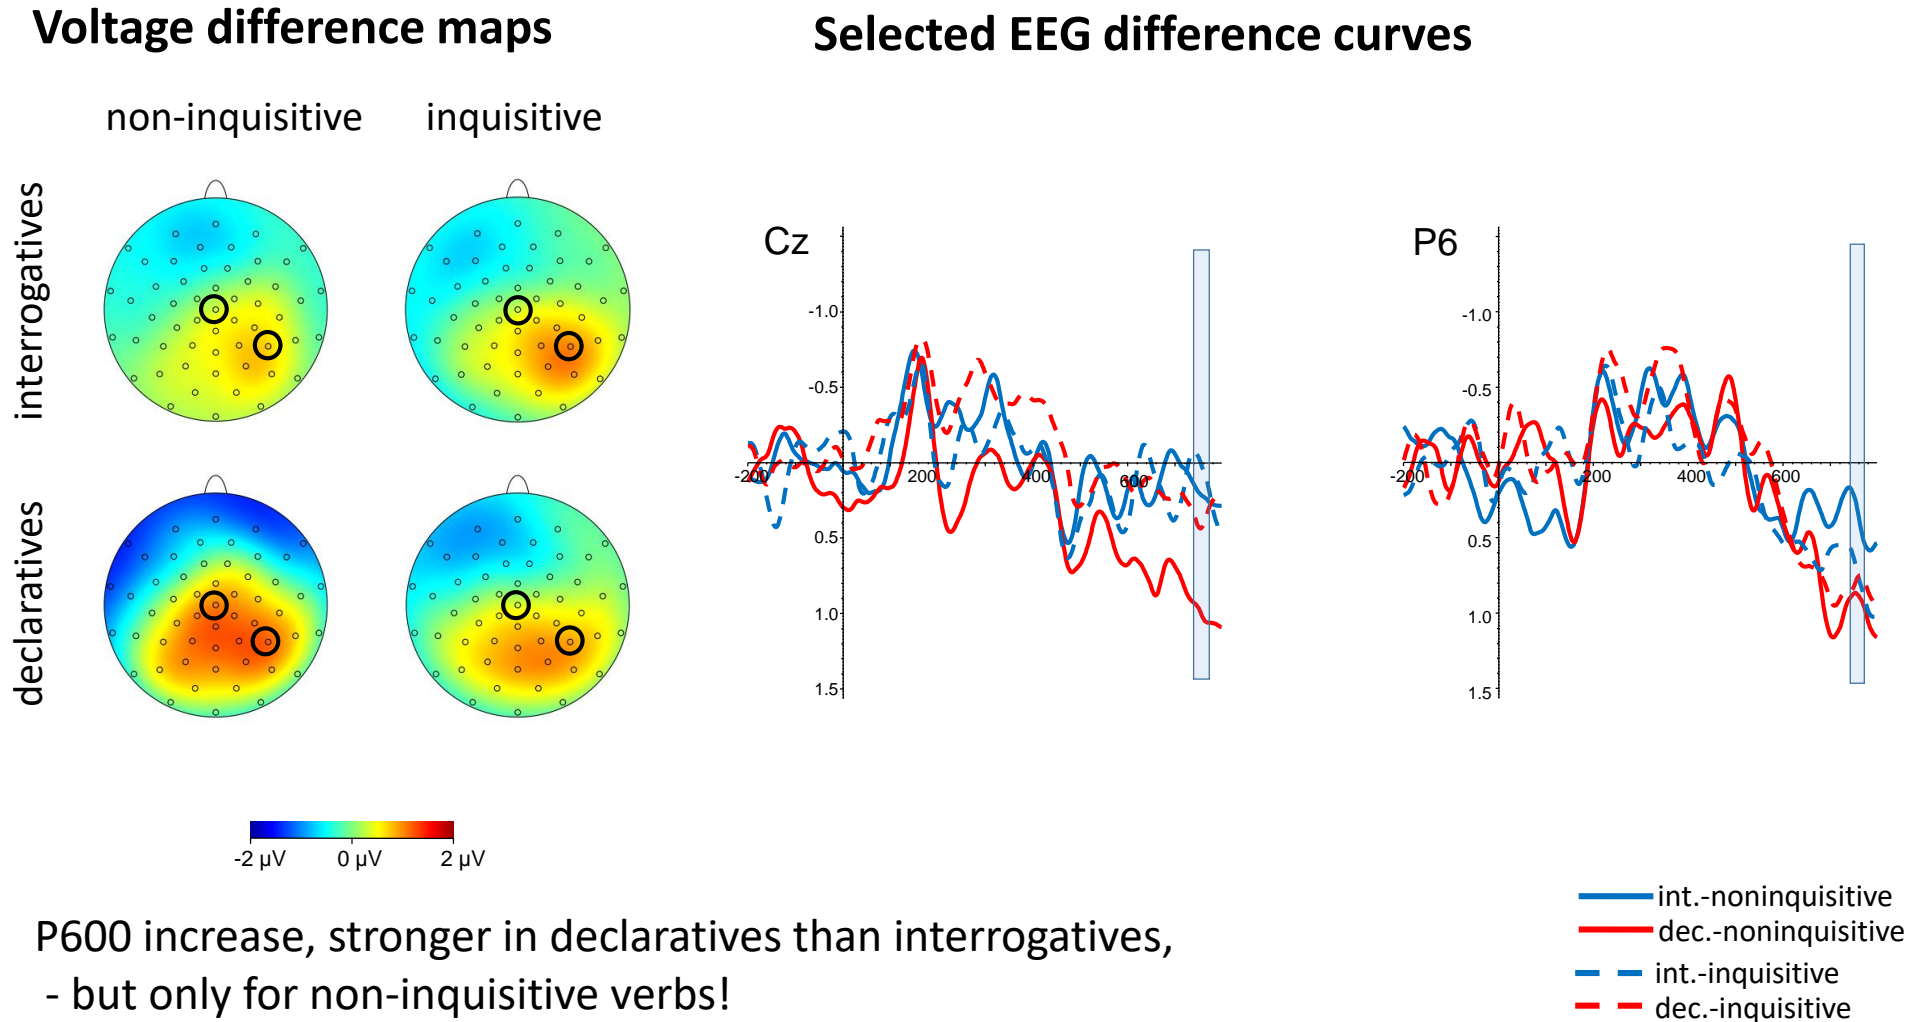 Voltage difference maps
Selected EEG difference curves
non-inquisitive
inquisitive
interrogatives
declaratives
Cz
-1.0
-0.5
-200
200
400
600
0.5
1.0
1.5
P6
-1.0
-0.5
-200
200
400
600
0.5
1.0
1.5
-2 µV
0 µV
2 µV
int.-noninquisitive
dec.-noninquisitive
int.-inquisitive
dec.-inquisitive
P600 increase, stronger in declaratives than interrogatives,
- but only for non-inquisitive verbs!